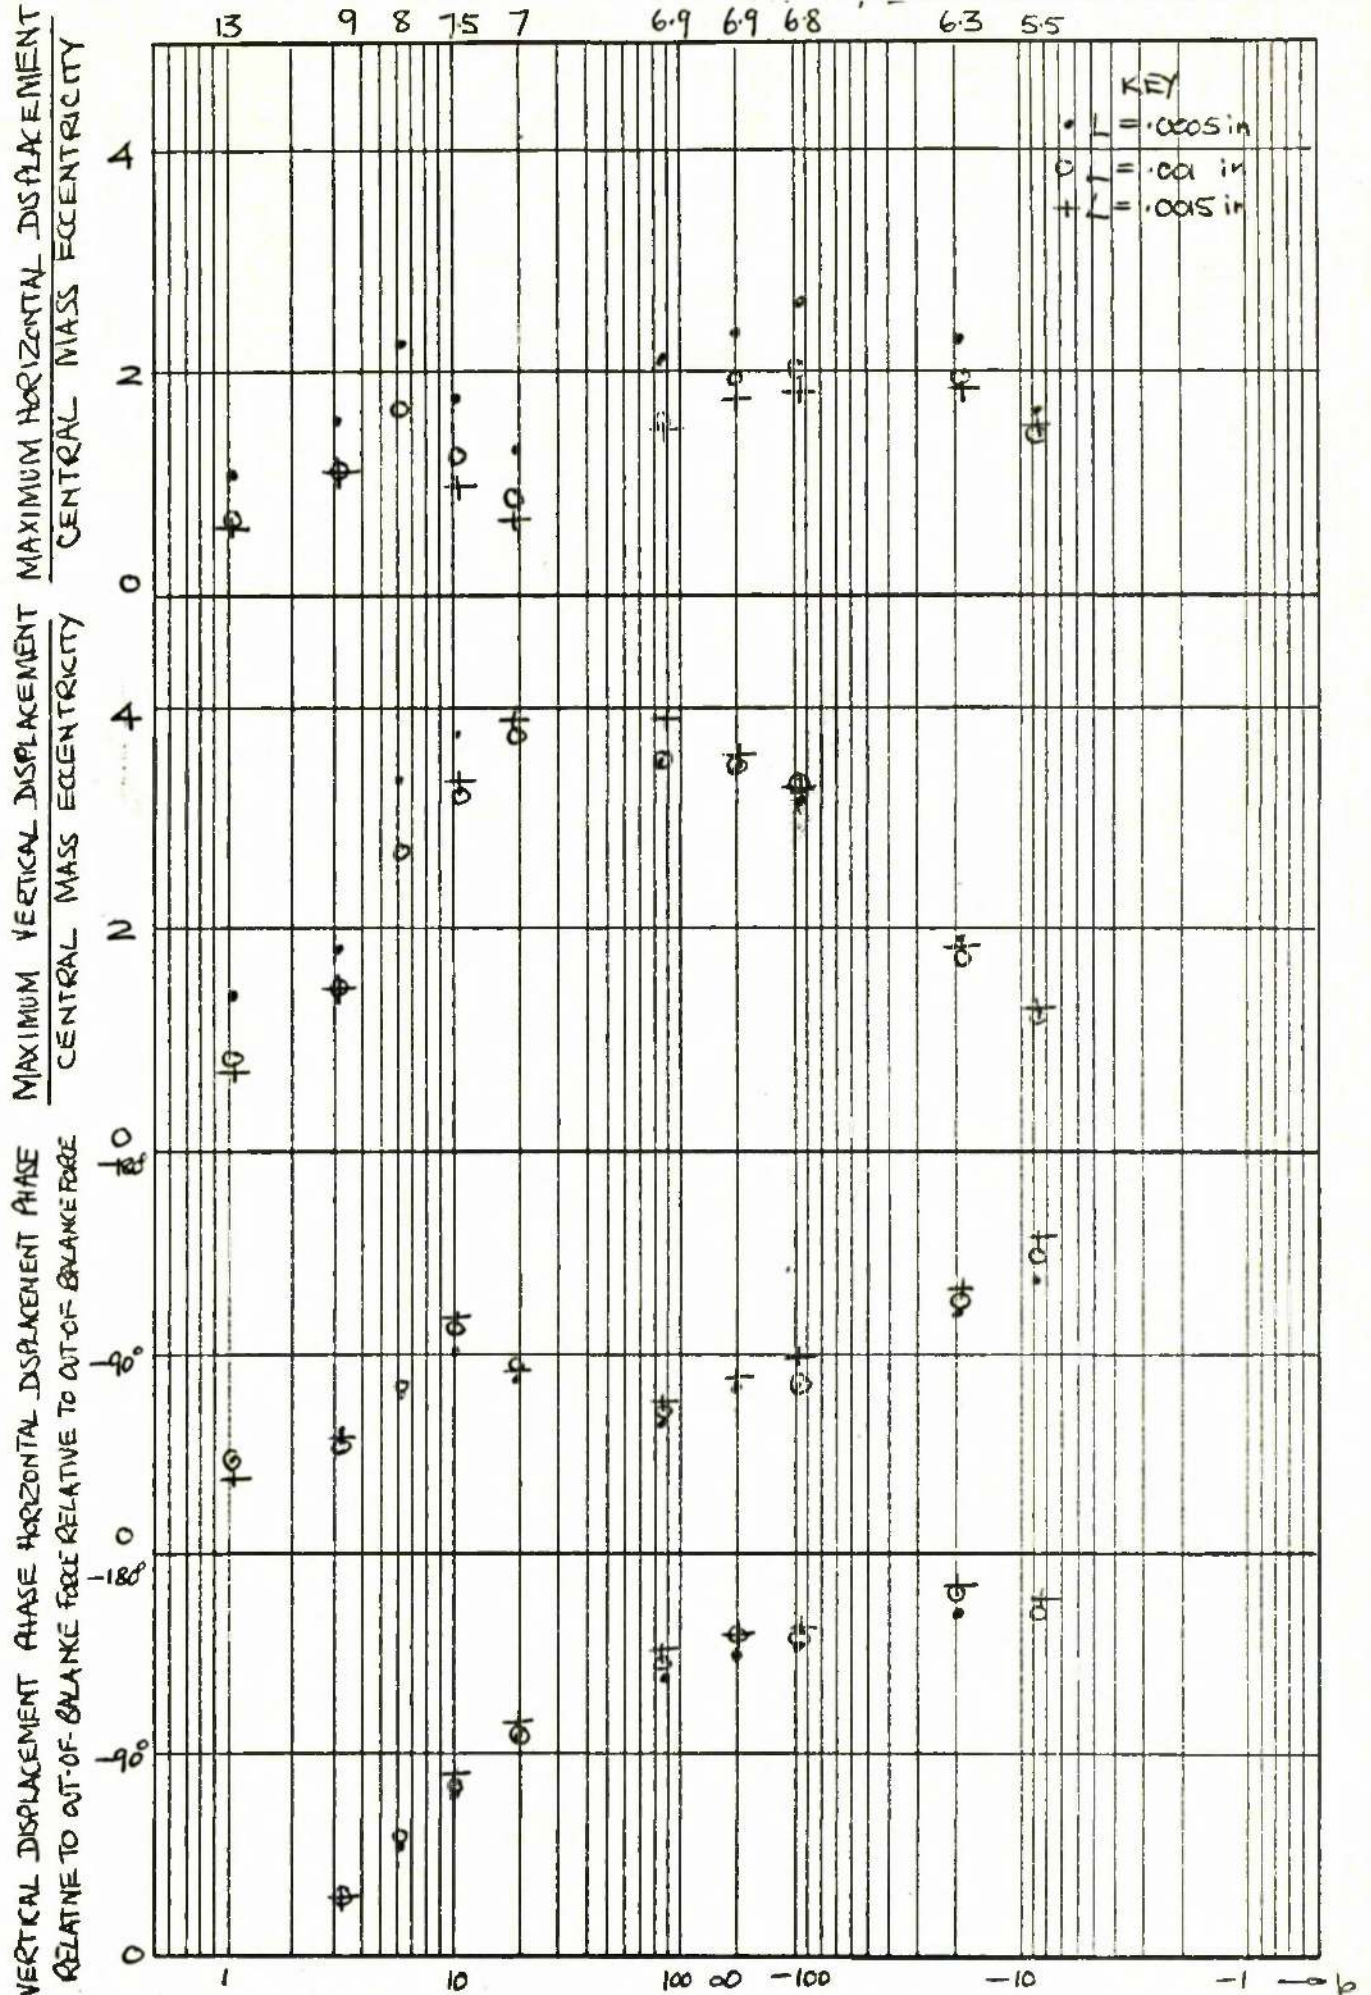 13 9 8 7.5 7 6.9 6.9 6.8 6.3 5.5
KEY
= .0005 in
= .001 in
= .0015 in
MAXIMUM HORIZONTAL DISPLACEMENT
CENTRAL MASS ECCENTRICITY
4
2
0
MAXIMUM VERTICAL DISPLACEMENT
CENTRAL MASS ECCENTRICITY
4
2
0
HORIZONTAL DISPLACEMENT PHASE
RELATIVE TO OUT-OF-BALANCE FORCE
-90°
0
VERTICAL DISPLACEMENT PHASE
RELATIVE TO OUT-OF-BALANCE FORCE
-180°
-90°
0
1 10 100 ∞ -100 -10 -1